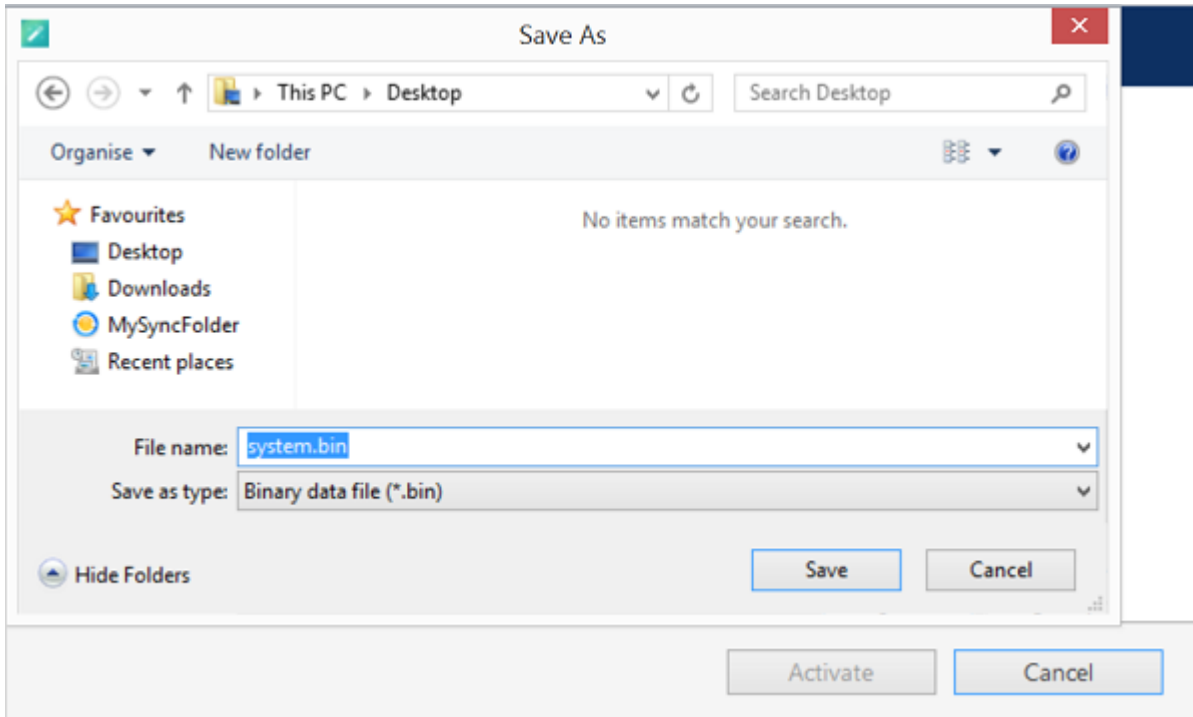 Save As
This PC Desktop
Search Desktop
Organise
New folder
Favourites
Desktop
Downloads
MySyncFolder
Recent places
No items match your search.
File name: system.bin
Save as type: Binary data file (*.bin)
Hide Folders
Save
Cancel
Activate
Cancel